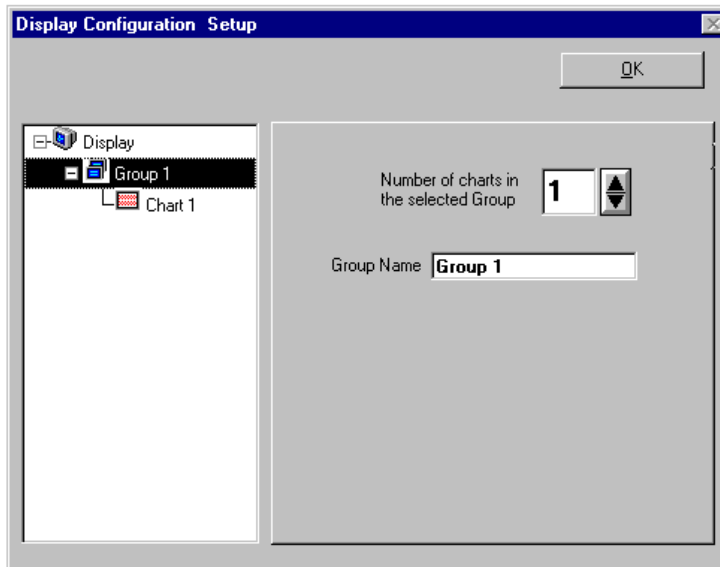 Display Configuration  Setup
OK
Display
Group 1
Chart 1
Number of charts in
the selected Group
1
Group Name
Group 1